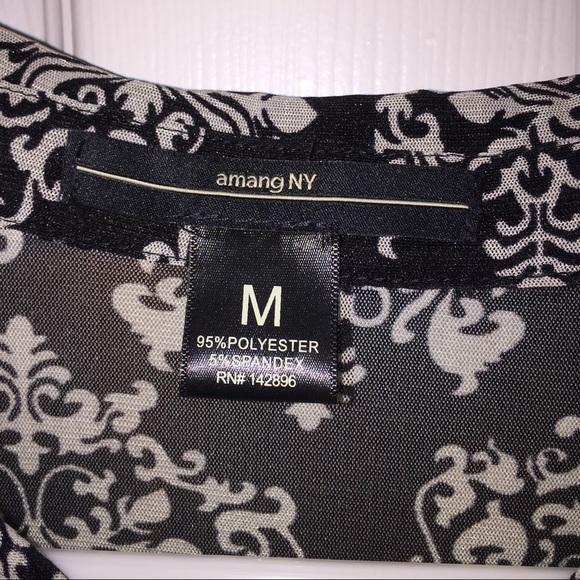 amang NY
M
95%POLYESTER
5%SPANDEX
RN# 142896